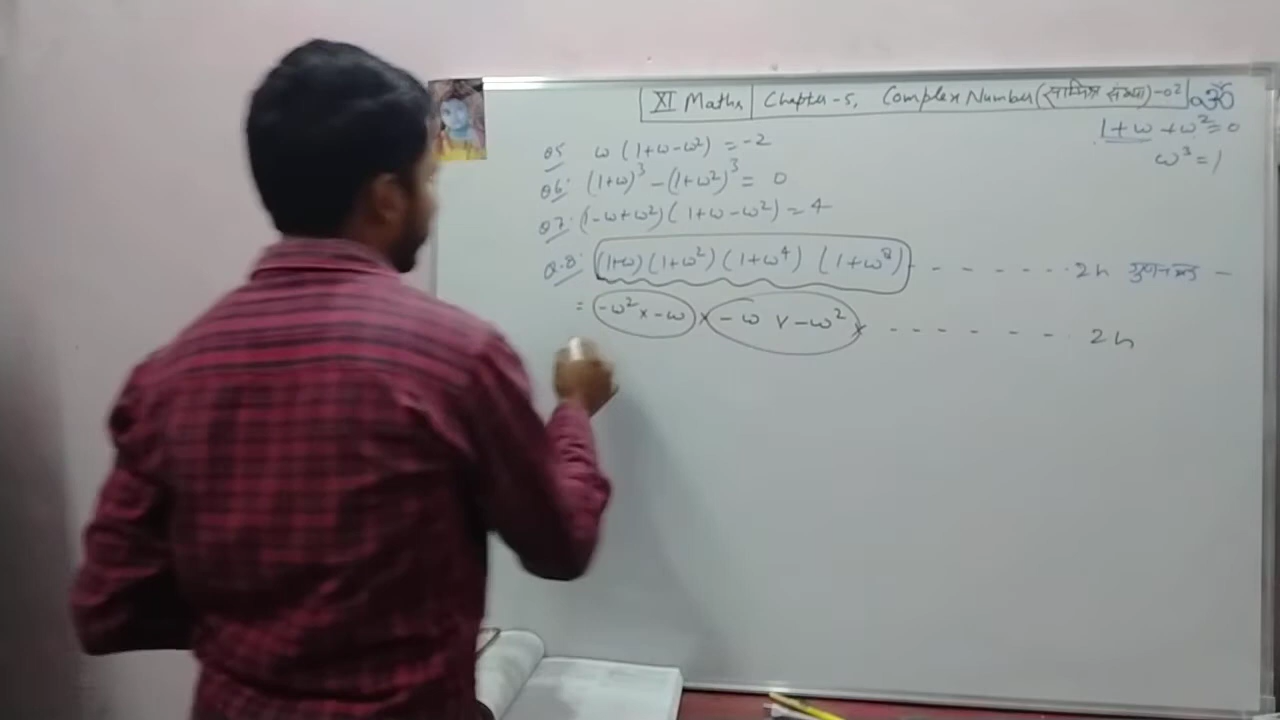 XI Maths | Chapter-5, Complex Number (सम्मिश्र संख्या)-02 ॐ
1+ω+ω²=0
ω³=1
Q5 ω(1+ω-ω²) = -2
Q6: (1+ω)³-(1+ω²)³ = 0
Q7: (1-ω+ω²)(1+ω-ω²) = 4
Q.8: (1+ω)(1+ω²)(1+ω⁴) (1+ω⁸) - - - - - - 2n गुणनखंड -
= -ω² x -ω x -ω x -ω² x - - - - - - 2n